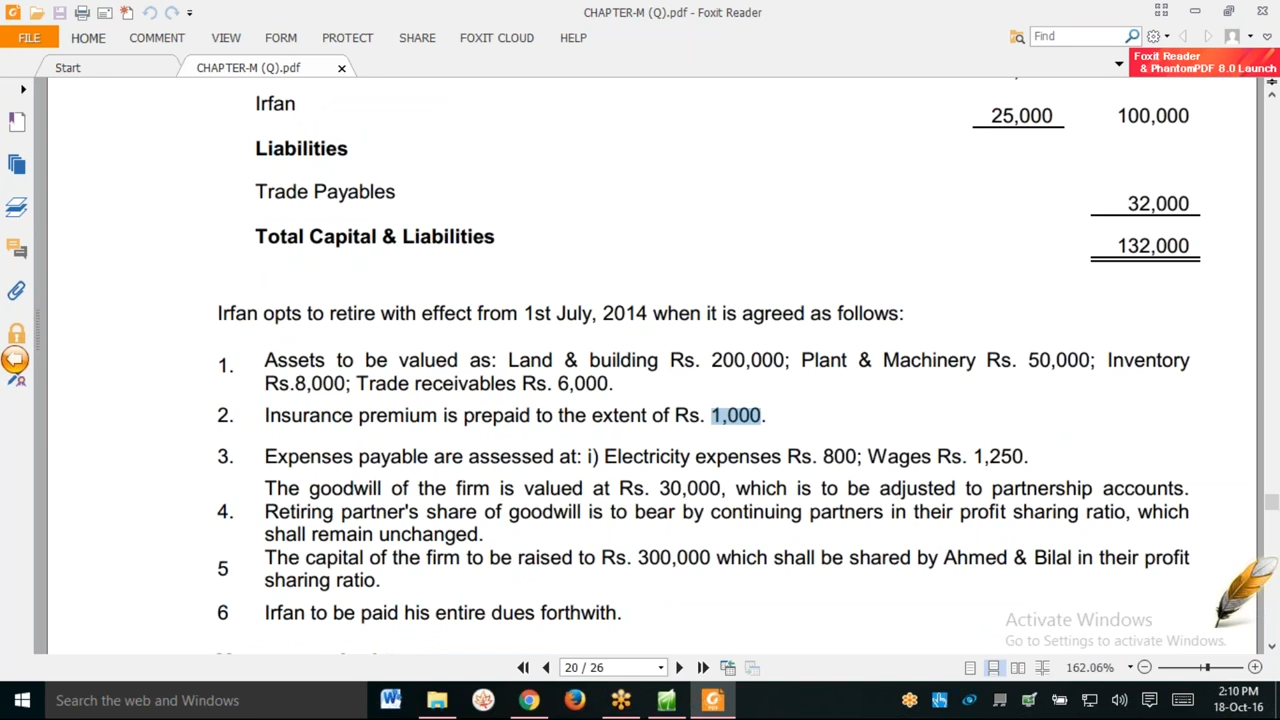 CHAPTER-M (Q).pdf - Foxit Reader
FILE HOME COMMENT VIEW FORM PROTECT SHARE FOXIT CLOUD HELP Find
Start CHAPTER-M (Q).pdf
Foxit Reader
& PhantomPDF 8.0 Launch
Irfan 25,000 100,000
Liabilities
Trade Payables 32,000
Total Capital & Liabilities 132,000
Irfan opts to retire with effect from 1st July, 2014 when it is agreed as follows:
1. Assets to be valued as: Land & building Rs. 200,000; Plant & Machinery Rs. 50,000; Inventory
Rs.8,000; Trade receivables Rs. 6,000.
2. Insurance premium is prepaid to the extent of Rs. 1,000.
3. Expenses payable are assessed at: i) Electricity expenses Rs. 800; Wages Rs. 1,250.
The goodwill of the firm is valued at Rs. 30,000, which is to be adjusted to partnership accounts.
4. Retiring partner's share of goodwill is to bear by continuing partners in their profit sharing ratio, which
shall remain unchanged.
5 The capital of the firm to be raised to Rs. 300,000 which shall be shared by Ahmed & Bilal in their profit
sharing ratio.
6 Irfan to be paid his entire dues forthwith.
Activate Windows
Go to Settings to activate Windows.
20 / 26 162.06%
Search the web and Windows
2:10 PM
18-Oct-16